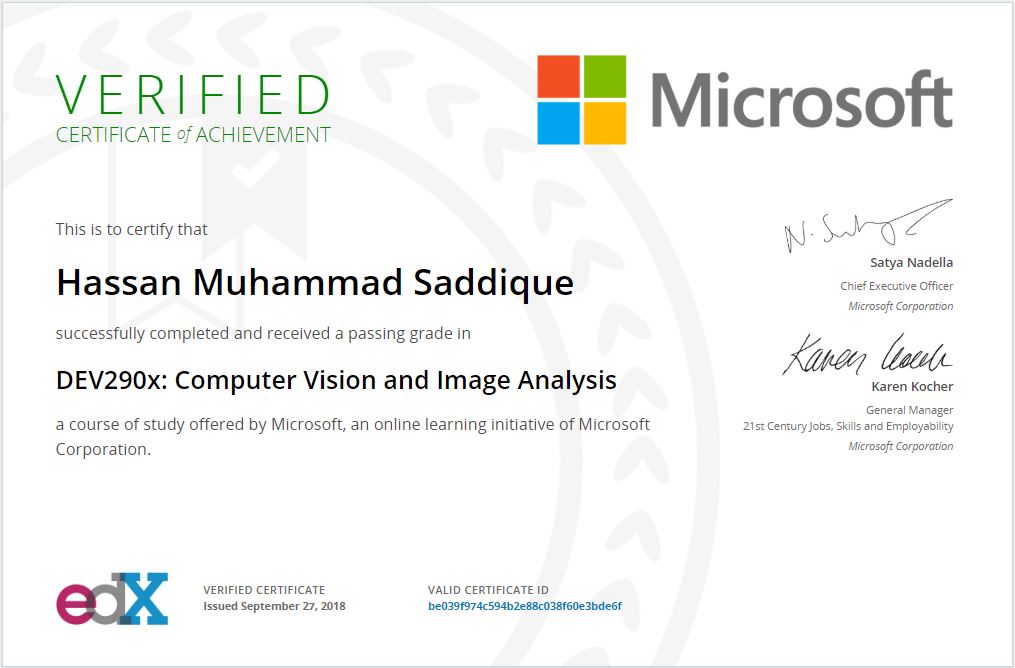 VERIFIED
CERTIFICATE of ACHIEVEMENT
Microsoft
This is to certify that
Hassan Muhammad Saddique
successfully completed and received a passing grade in
DEV290x: Computer Vision and Image Analysis
a course of study offered by Microsoft, an online learning initiative of Microsoft
Corporation.
N. Satya
Satya Nadella
Chief Executive Officer
Microsoft Corporation
Karen Kocher
Karen Kocher
General Manager
21st Century Jobs, Skills and Employability
Microsoft Corporation
edX
VERIFIED CERTIFICATE
Issued September 27, 2018
VALID CERTIFICATE ID
be039f974c594b2e88c038f60e3bde6f